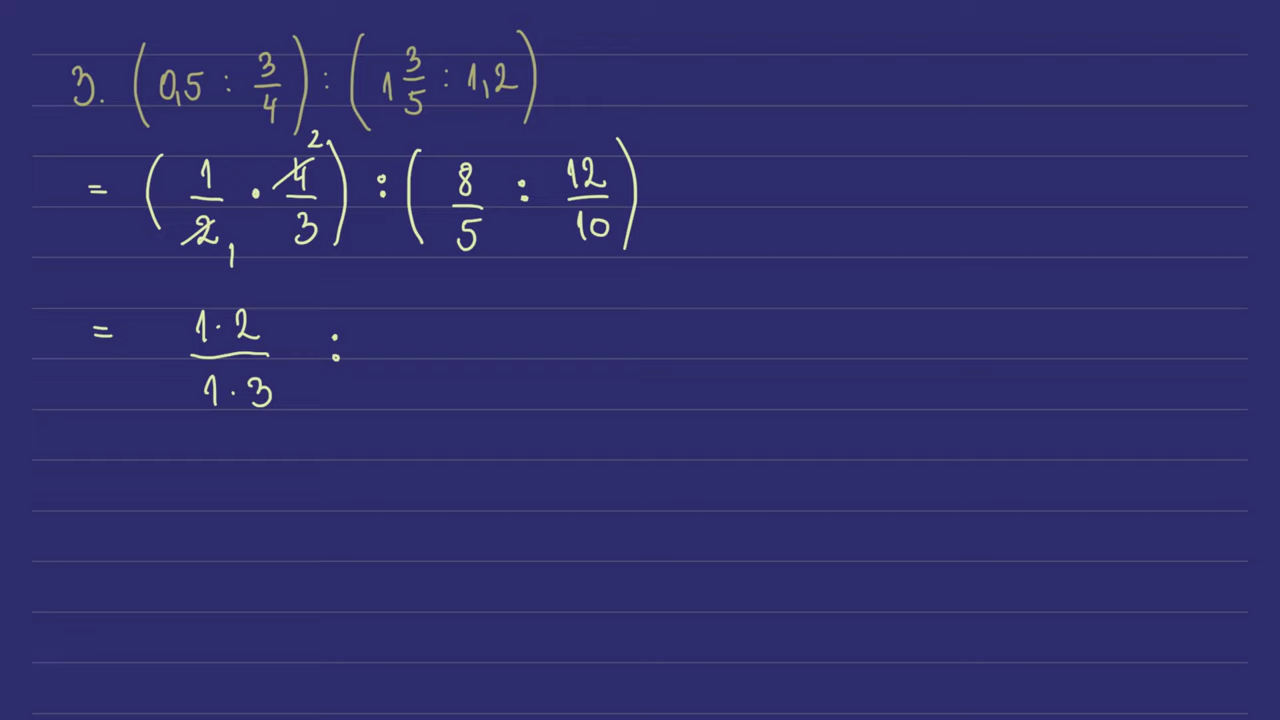 3. (0,5 : 3/4) : (1 3/5 : 1,2)
= (1/2 1 · 4/3 2) : (8/5 : 12/10)
= 1·2/1·3 :